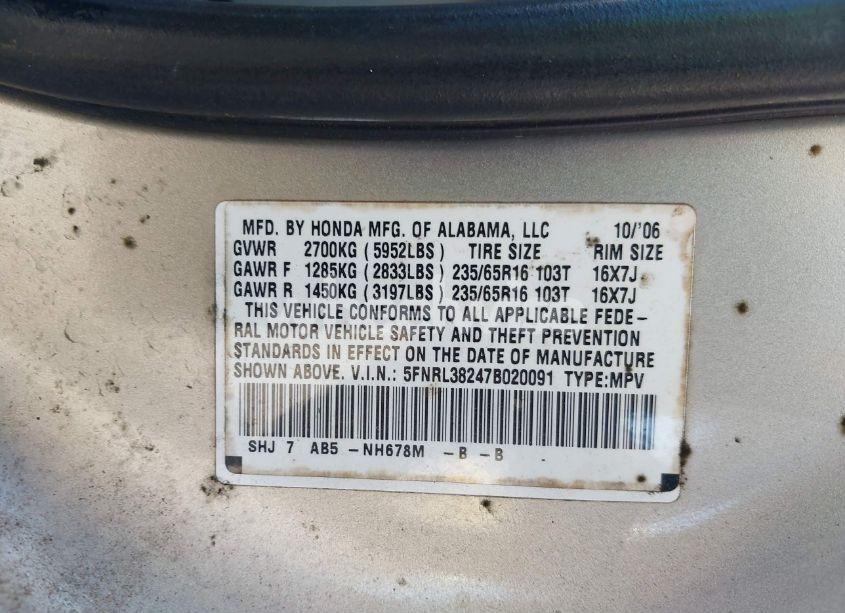 MFD. BY HONDA MFG. OF ALABAMA, LLC 10/'06
GVWR 2700KG (5952LBS) TIRE SIZE RIM SIZE
GAWR F 1285KG (2833LBS) 235/65R16 103T 16X7J
GAWR R 1450KG (3197LBS) 235/65R16 103T 16X7J
THIS VEHICLE CONFORMS TO ALL APPLICABLE FEDE-
RAL MOTOR VEHICLE SAFETY AND THEFT PREVENTION
STANDARDS IN EFFECT ON THE DATE OF MANUFACTURE
SHOWN ABOVE. V.I.N.: 5FNRL38247B020091 TYPE:MPV
SHJ 7 AB5 -NH678M -B -B